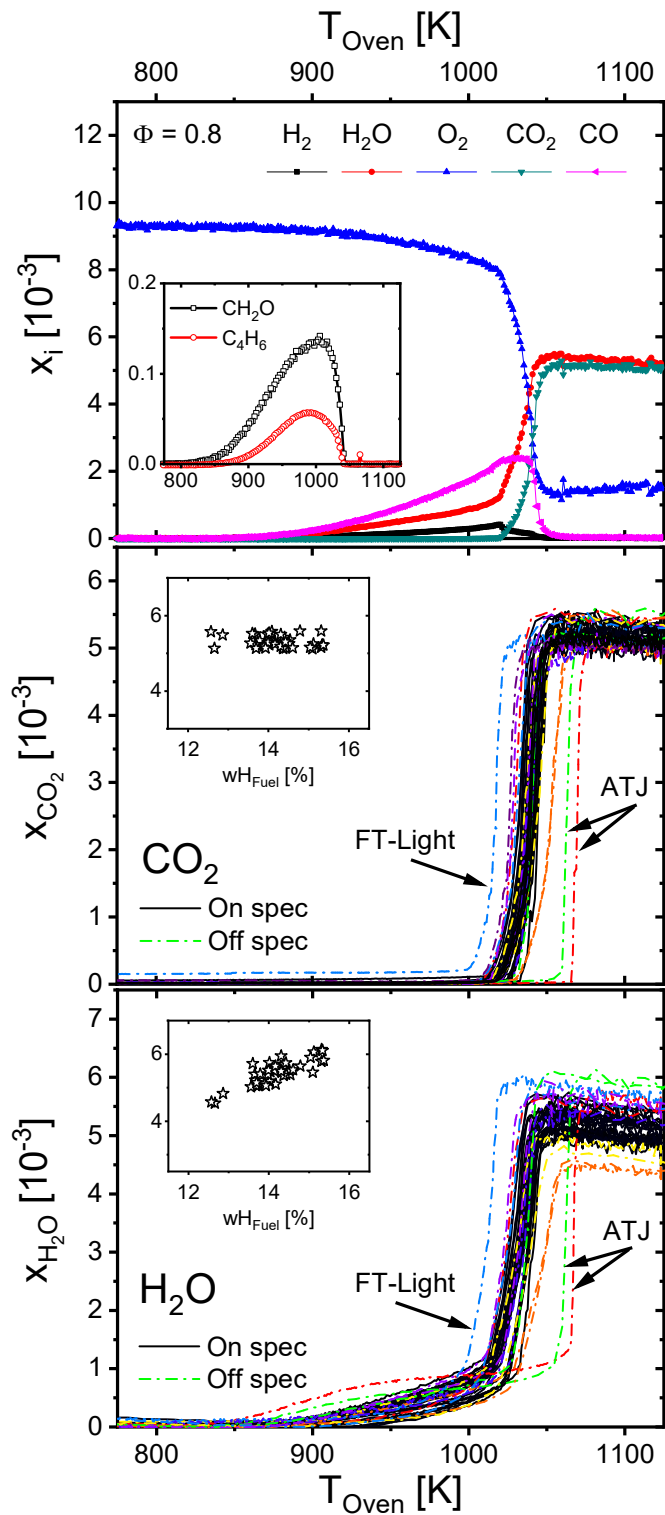 T_Oven [K]
800 900 1000 1100
Φ = 0.8 H₂ H₂O O₂ CO₂ CO
x_i [10⁻³]
12
10
8
6
4
2
0
0.2
0.1
0.0
CH₂O
C₄H₆
800 900 1000 1100
x_CO₂ [10⁻³]
6
5
4
3
2
1
0
6
4
12 14 16
wH_Fuel [%]
ATJ
FT-Light
CO₂
On spec
Off spec
x_H₂O [10⁻³]
7
6
5
4
3
2
1
0
6
4
12 14 16
wH_Fuel [%]
ATJ
FT-Light
H₂O
On spec
Off spec
800 900 1000 1100
T_Oven [K]